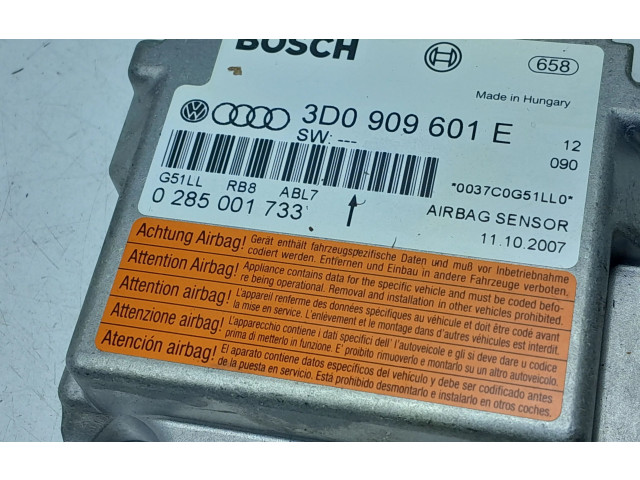 BOSCH
658
Made in Hungary
3D0 909 601 E
SW: ---
12
090
G51LL RB8 ABL7
*0037C0G51LL0*
0 285 001 733
AIRBAG SENSOR
11.10.2007
Achtung Airbag! Gerät enthält fahrzeugspezifische Daten und muß vor Inbetriebnahme
codiert werden. Entfernen und Einbau in andere Fahrzeuge verboten.
Attention Airbag! Appliance contains data for the specific vehicle and must be coded befo-
re being operational. Removal and installation in other vehicles prohibited.
Attention airbag! L'appareil renferme des données spécifiques au véhicule et doit être codé avant
la mise en service. L'enlèvement et le montage dans d'autres véhicules est interdit.
Attenzione airbag! L'apparecchio contiene i dati specifici dell' l'autoveicolo e gli si deve dare u codice
prima di metterlo in funzione. E' proibito rimuoverlo e montarlo su altro autoveicolo.
Atención airbag! El aparato contiene datos específicos del vehículo y debe ser codificado antes
de la puesta en servicio. Está prohibido desmontarlo e instalarlo en otros coches.